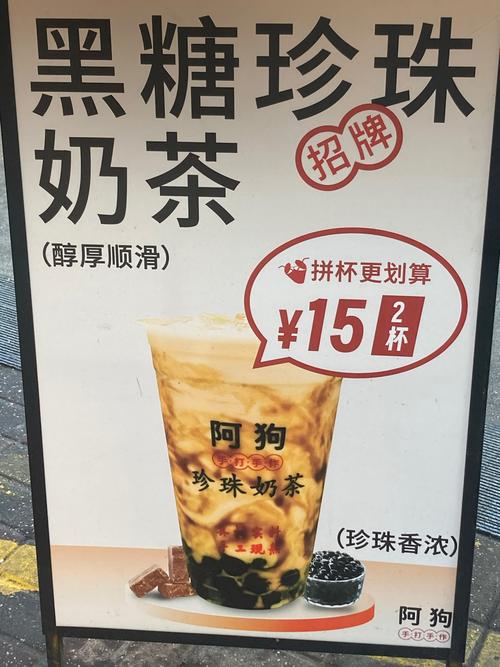 黑糖珍珠
奶茶
招牌
(醇厚顺滑)
拼杯更划算
¥15 2杯
阿狗
手打手作
珍珠奶茶
(珍珠香浓)
阿狗
手打手作